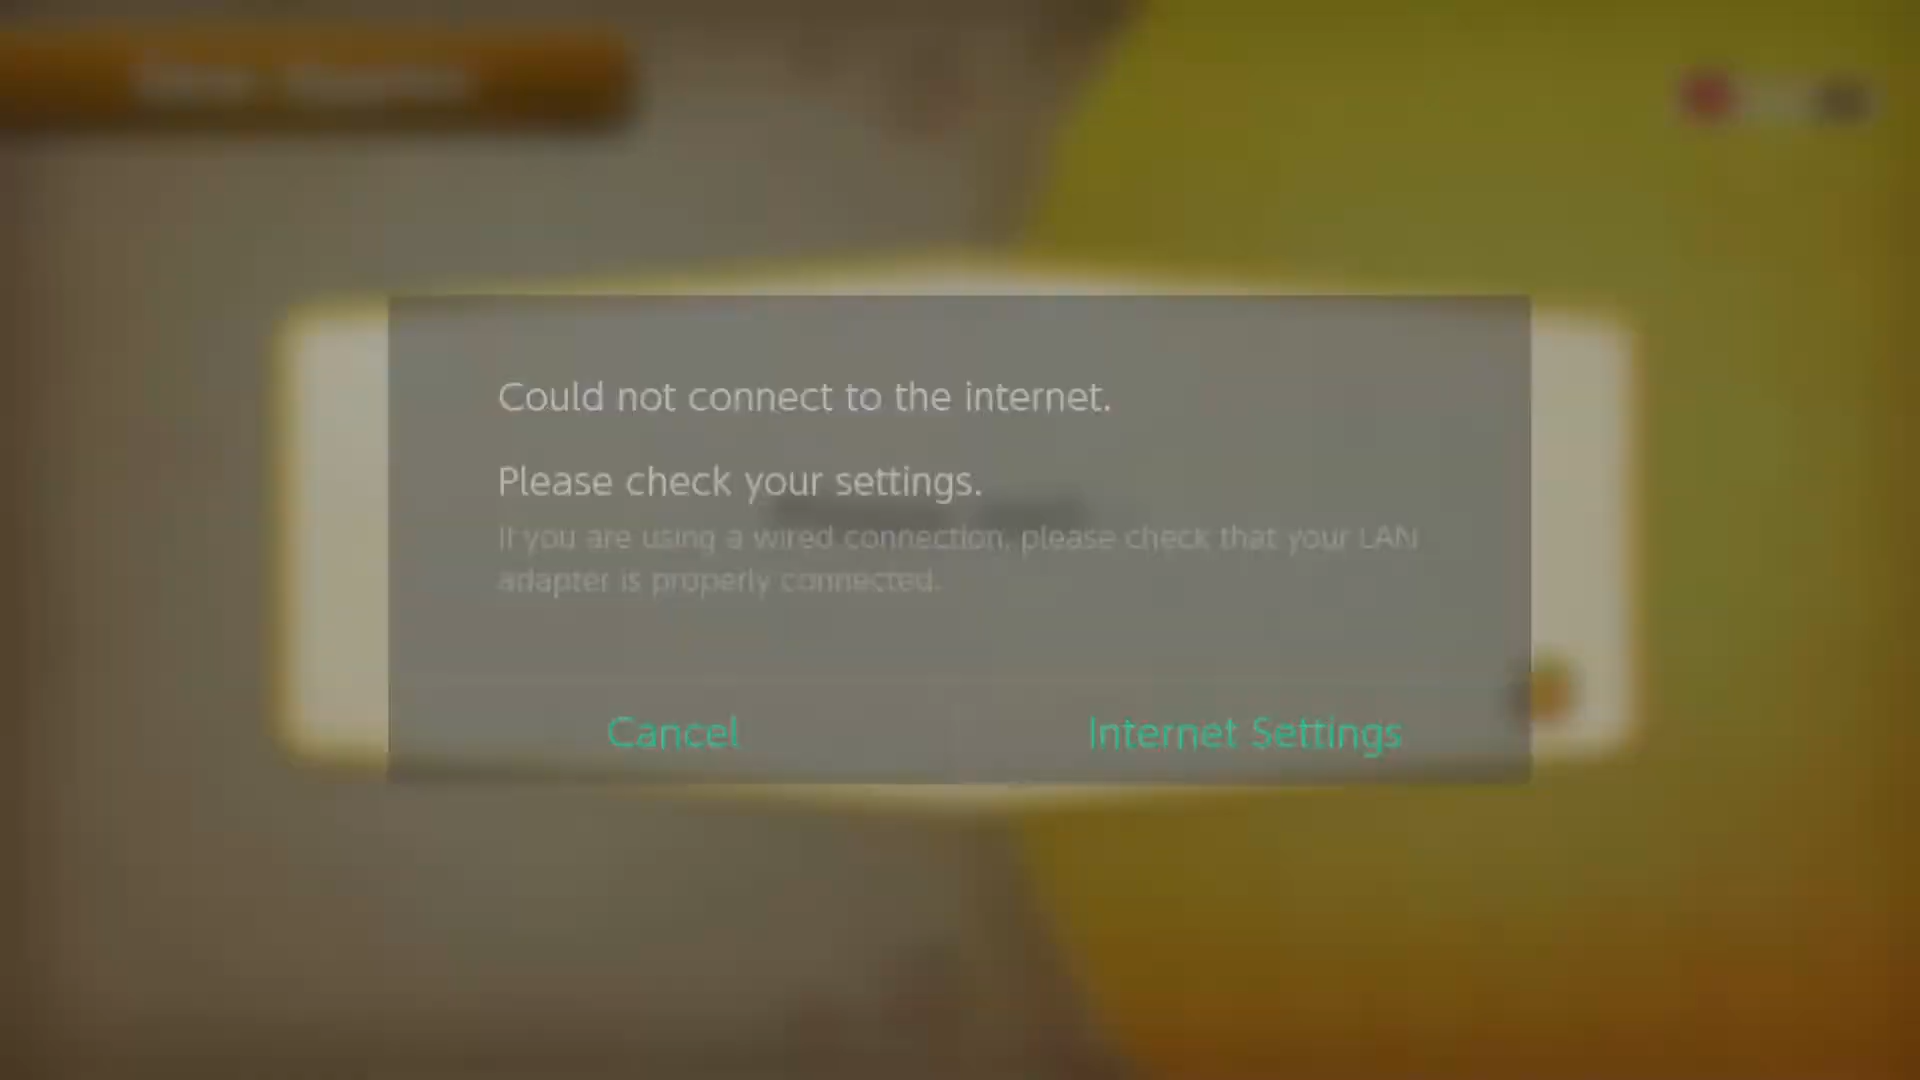 Could not connect to the internet.
Please check your settings.
If you are using a wired connection, please check that your LAN
adapter is properly connected.
Cancel
Internet Settings